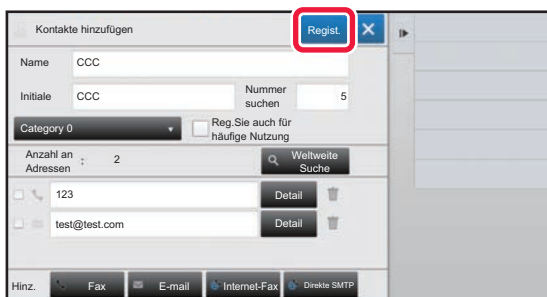 Kontakte hinzufügen
Regist.
Name
CCC
Initiale
CCC
Nummer
suchen
5
Category 0
Reg.Sie auch für
häufige Nutzung
Anzahl an
Adressen
:
2
Weltweite
Suche
123
Detail
test@test.com
Detail
Hinz.
Fax
E-mail
Internet-Fax
Direkte SMTP